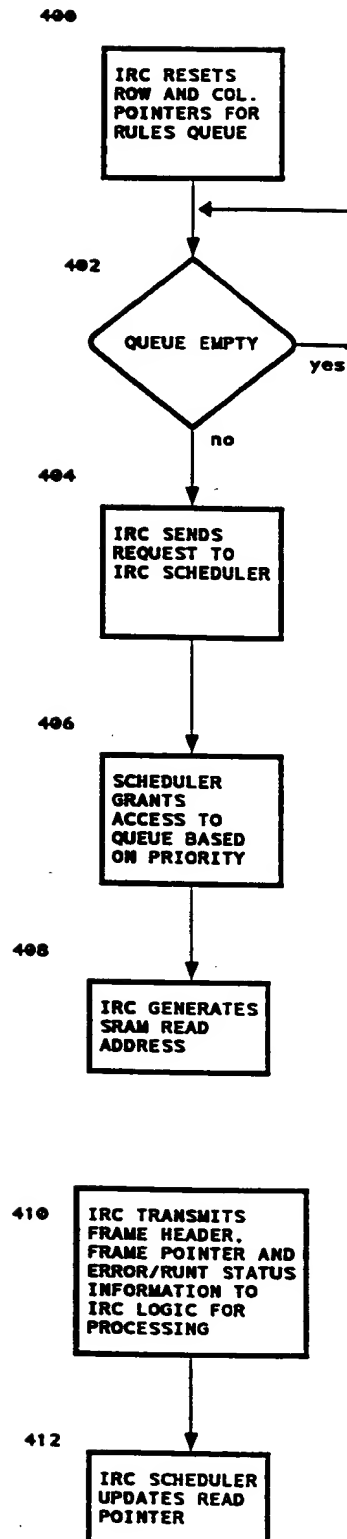 400
IRC RESETS
ROW AND COL.
POINTERS FOR
RULES QUEUE
402
QUEUE EMPTY
yes
no
404
IRC SENDS
REQUEST TO
IRC SCHEDULER
406
SCHEDULER
GRANTS
ACCESS TO
QUEUE BASED
ON PRIORITY
408
IRC GENERATES
SRAM READ
ADDRESS
410
IRC TRANSMITS
FRAME HEADER,
FRAME POINTER AND
ERROR/RUNT STATUS
INFORMATION TO
IRC LOGIC FOR
PROCESSING
412
IRC SCHEDULER
UPDATES READ
POINTER